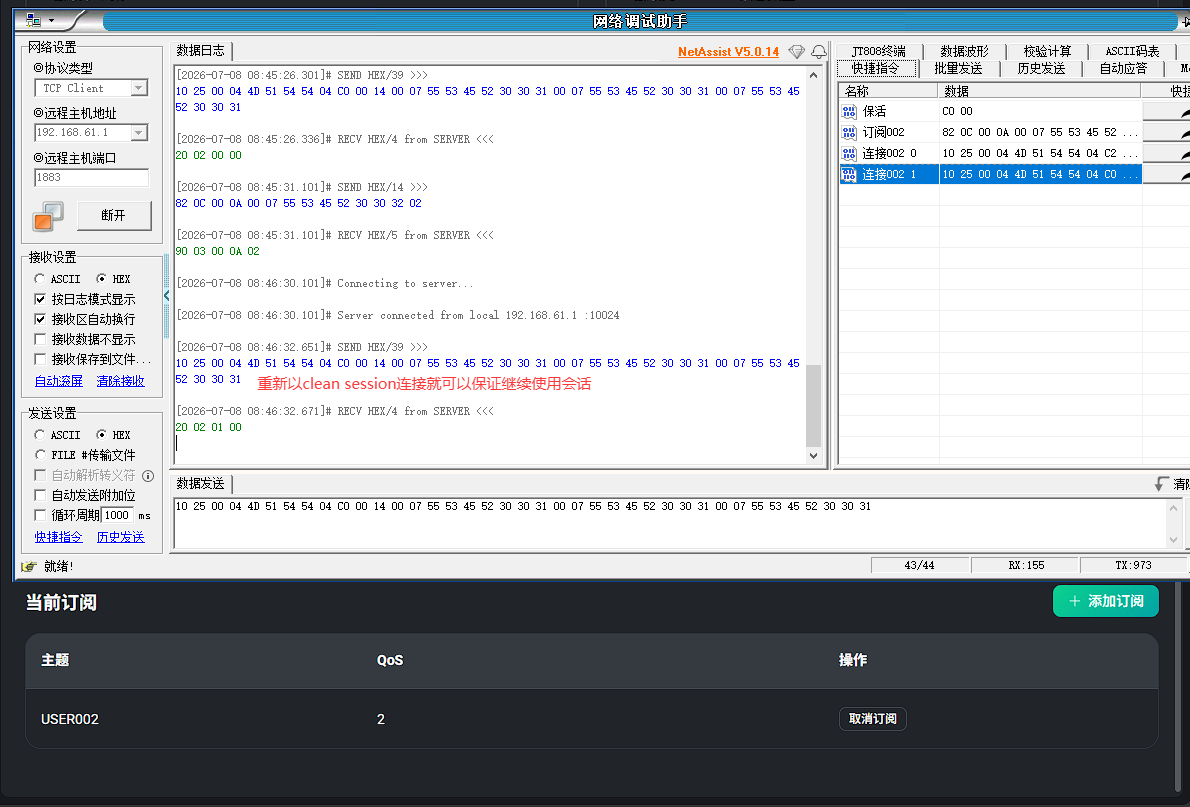 网络调试助手
网络设置
协议类型
TCP Client
远程主机地址
192.168.61.1
远程主机端口
1883
断开
接收设置
ASCII HEX
按日志模式显示
接收区自动换行
接收数据不显示
接收保存到文件...
自动滚屏 清除接收
发送设置
ASCII HEX
FILE #传输文件
自动解析转义符
自动发送附加位
循环周期 1000 ms
快捷指令 历史发送
就绪!
数据日志
NetAssist V5.0.14
[2026-07-08 08:45:26.301]# SEND HEX/39 >>>
10 25 00 04 4D 51 54 54 04 C0 00 14 00 07 55 53 45 52 30 30 31 00 07 55 53 45 52 30 30 31 00 07 55 53 45
52 30 30 31
[2026-07-08 08:45:26.336]# RECV HEX/4 from SERVER <<<
20 02 00 00
[2026-07-08 08:45:31.101]# SEND HEX/14 >>>
82 0C 00 0A 00 07 55 53 45 52 30 30 32 02
[2026-07-08 08:45:31.101]# RECV HEX/5 from SERVER <<<
90 03 00 0A 02
[2026-07-08 08:46:30.101]# Connecting to server...
[2026-07-08 08:46:30.101]# Server connected from local 192.168.61.1 :10024
[2026-07-08 08:46:32.651]# SEND HEX/39 >>>
10 25 00 04 4D 51 54 54 04 C0 00 14 00 07 55 53 45 52 30 30 31 00 07 55 53 45 52 30 30 31 00 07 55 53 45
52 30 30 31
重新以clean session连接就可以保证继续使用会话
[2026-07-08 08:46:32.671]# RECV HEX/4 from SERVER <<<
20 02 01 00
JT808终端 数据波形 校验计算 ASCII码表
快捷指令 批量发送 历史发送 自动应答
名称 数据
保活 C0 00
订阅002 82 0C 00 0A 00 07 55 53 45 52 ...
连接002 0 10 25 00 04 4D 51 54 54 04 C2 ...
连接002 1 10 25 00 04 4D 51 54 54 04 C0 ...
数据发送
10 25 00 04 4D 51 54 54 04 C0 00 14 00 07 55 53 45 52 30 30 31 00 07 55 53 45 52 30 30 31 00 07 55 53 45 52 30 30 31
43/44 RX:155 TX:973
当前订阅
+ 添加订阅
主题 QoS 操作
USER002 2 取消订阅